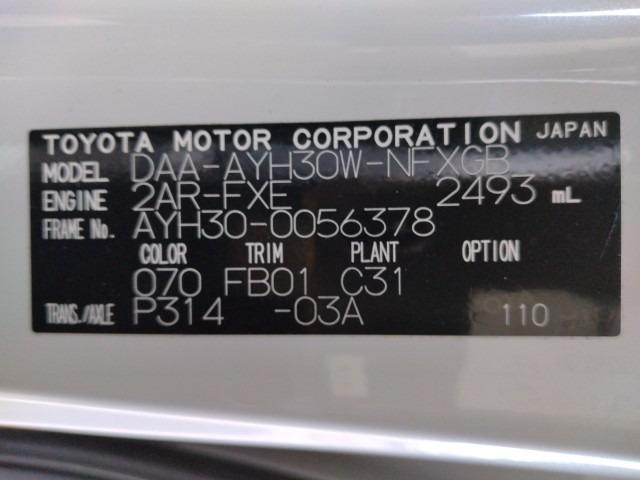 TOYOTA MOTOR CORPORATION JAPAN
MODEL DAA-AYH30W-NFXGB
ENGINE 2AR-FXE 2493 mL
FRAME No. AYH30-0056378
COLOR TRIM PLANT OPTION
070 FB01 C31
TRANS./AXLE P314 -03A 110